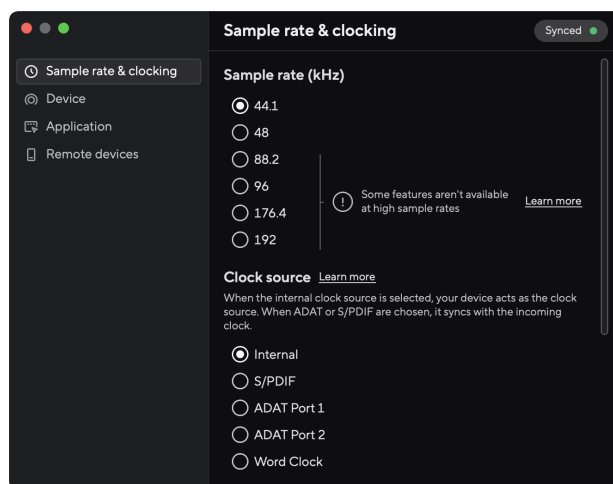 Sample rate & clocking
Synced
Sample rate & clocking
Device
Application
Remote devices
Sample rate (kHz)
44.1
48
88.2
96
176.4
192
Some features aren't available
at high sample rates
Learn more
Clock source Learn more
When the internal clock source is selected, your device acts as the clock
source. When ADAT or S/PDIF are chosen, it syncs with the incoming
clock.
Internal
S/PDIF
ADAT Port 1
ADAT Port 2
Word Clock